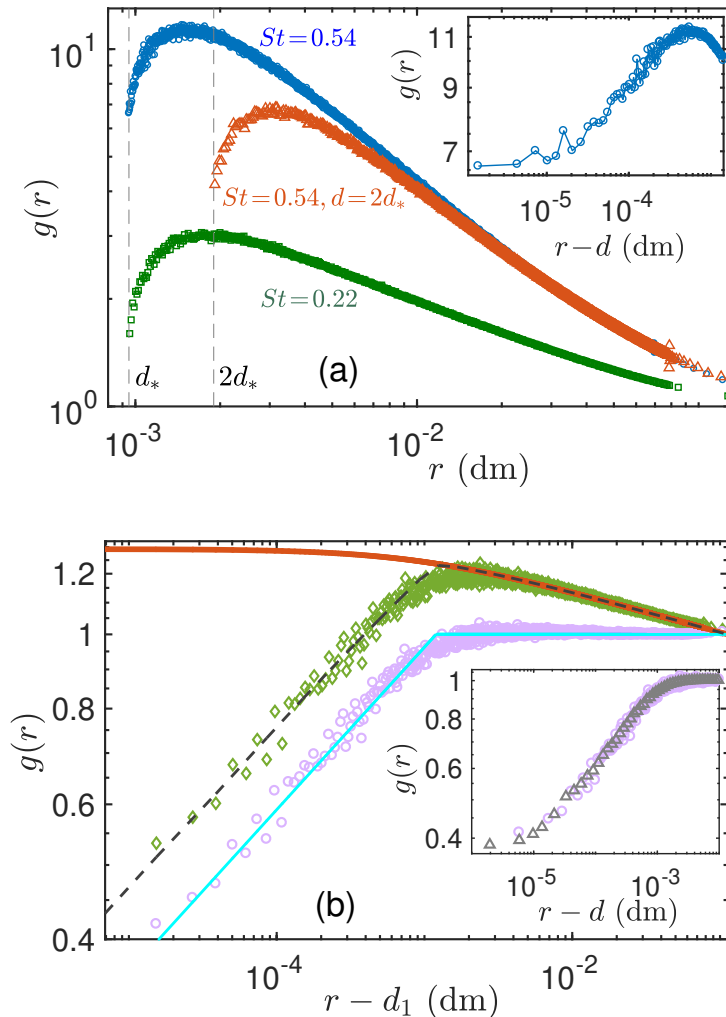 10^1
10^0
g(r)
St=0.54
St=0.54, d=2d_*
St=0.22
d_*
2d_*
(a)
10^-3
10^-2
r (dm)
11
9
7
g(r)
10^-5
10^-4
r−d (dm)
1.2
1
0.8
0.6
0.4
g(r)
(b)
10^-4
10^-2
r − d_1 (dm)
1
0.8
0.6
0.4
g(r)
10^-5
10^-3
r − d (dm)